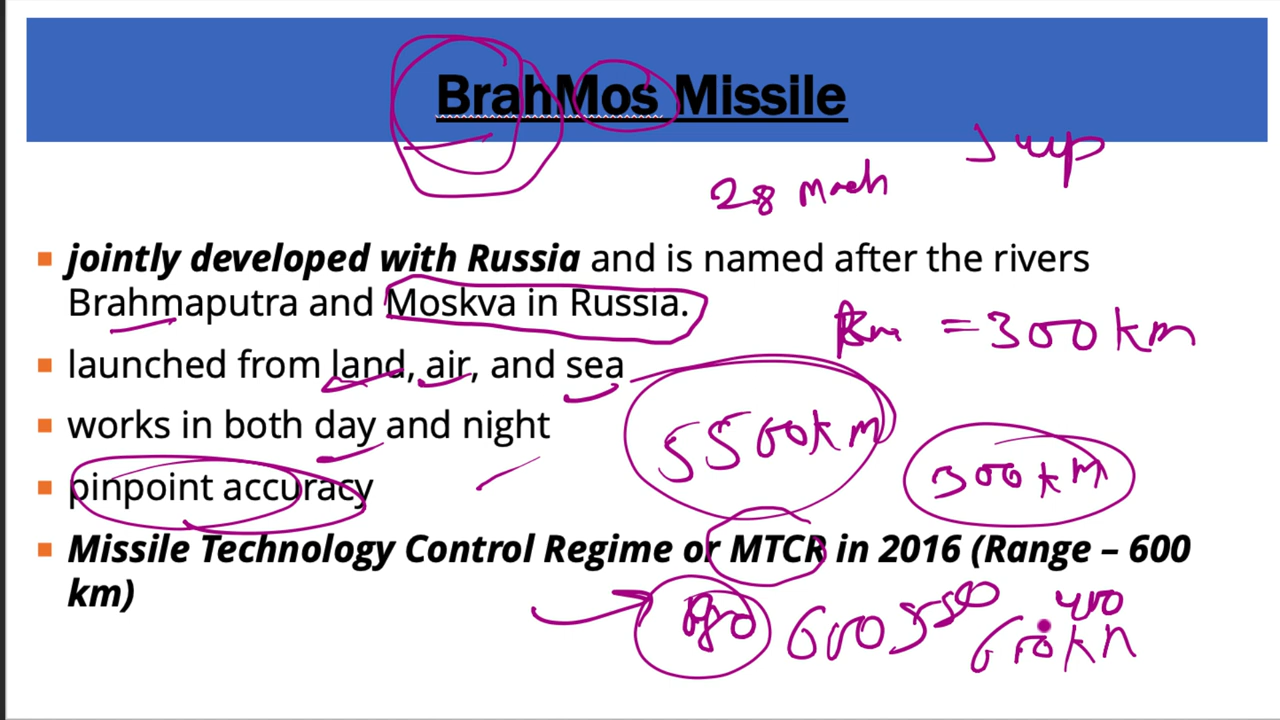 BrahMos Missile
28 Mach
jointly developed with Russia and is named after the rivers
Brahmaputra and Moskva in Russia.
= 300 km
launched from land, air, and sea
works in both day and night
5500 km
pinpoint accuracy
300 km
Missile Technology Control Regime or MTCR in 2016 (Range – 600
km)
400
600